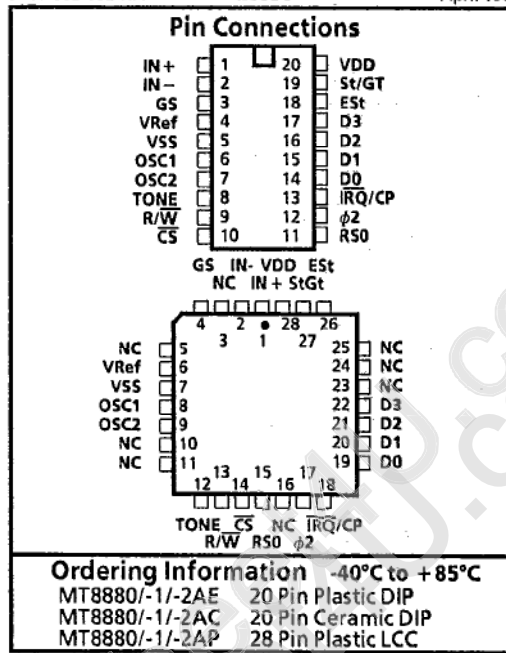 April
Pin Connections
IN+ 1 20 VDD
IN− 2 19 St/GT
GS 3 18 ESt
VRef 4 17 D3
VSS 5 16 D2
OSC1 6 15 D1
OSC2 7 14 D0
TONE 8 13 I̅R̅Q̅/CP
R/W̅ 9 12 ϕ2
C̅S̅ 10 11 RS0
GS IN- VDD ESt
NC IN+ StGt
4 2 • 28 26
3 1 27
NC 5 25 NC
VRef 6 24 NC
VSS 7 23 NC
OSC1 8 22 D3
OSC2 9 21 D2
NC 10 20 D1
NC 11 19 D0
13 15 17
12 14 16 18
TONE C̅S̅ NC I̅R̅Q̅/CP
R/W̅ RS0 ϕ2
Ordering Information -40°C to +85°C
MT8880/-1/-2AE 20 Pin Plastic DIP
MT8880/-1/-2AC 20 Pin Ceramic DIP
MT8880/-1/-2AP 28 Pin Plastic LCC